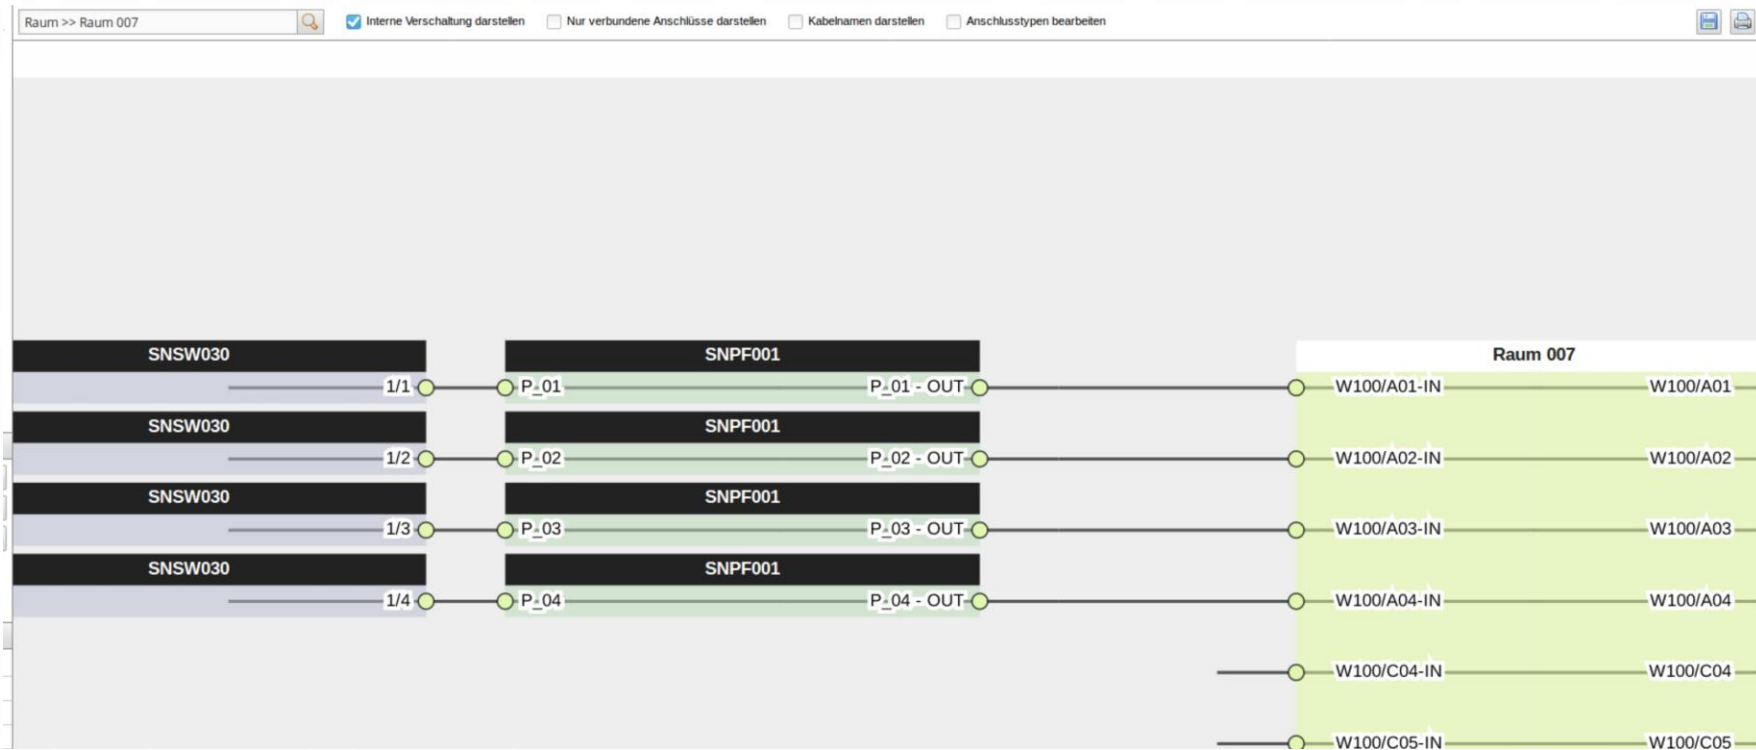 Raum >> Raum 007 Interne Verschaltung darstellen Nur verbundene Anschlüsse darstellen Kabelnamen darstellen Anschlusstypen bearbeiten
SNSW030 SNPF001 Raum 007
1/1 P_01 P_01 - OUT W100/A01-IN W100/A01
SNSW030 SNPF001
1/2 P_02 P_02 - OUT W100/A02-IN W100/A02
SNSW030 SNPF001
1/3 P_03 P_03 - OUT W100/A03-IN W100/A03
SNSW030 SNPF001
1/4 P_04 P_04 - OUT W100/A04-IN W100/A04
W100/C04-IN W100/C04
W100/C05-IN W100/C05